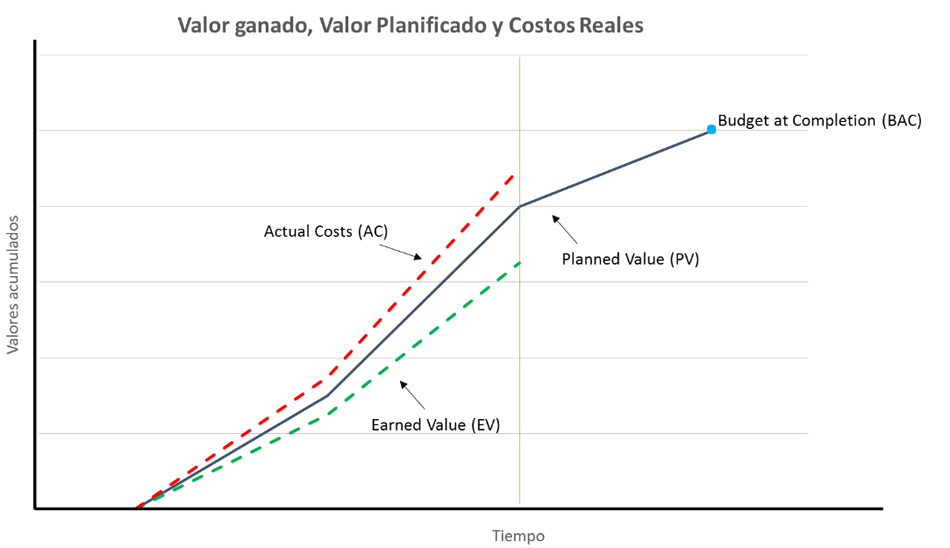 Valor ganado, Valor Planificado y Costos Reales
Budget at Completion (BAC)
Actual Costs (AC)
Planned Value (PV)
Earned Value (EV)
Valores acumulados
Tiempo